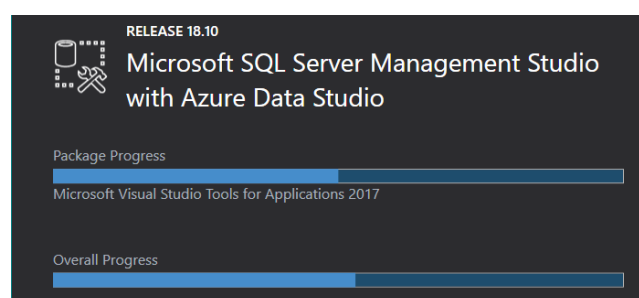 RELEASE 18.10
Microsoft SQL Server Management Studio
with Azure Data Studio
Package Progress
Microsoft Visual Studio Tools for Applications 2017
Overall Progress